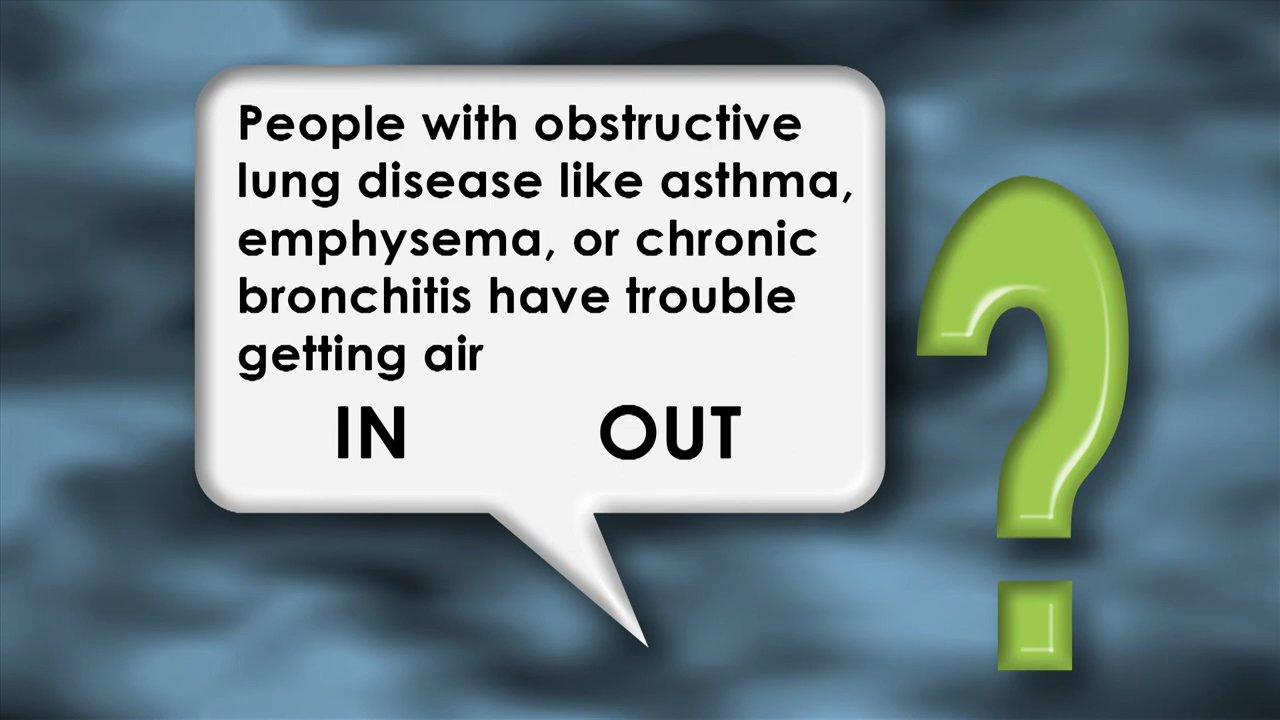 People with obstructive
lung disease like asthma,
emphysema, or chronic
bronchitis have trouble
getting air
IN OUT
?